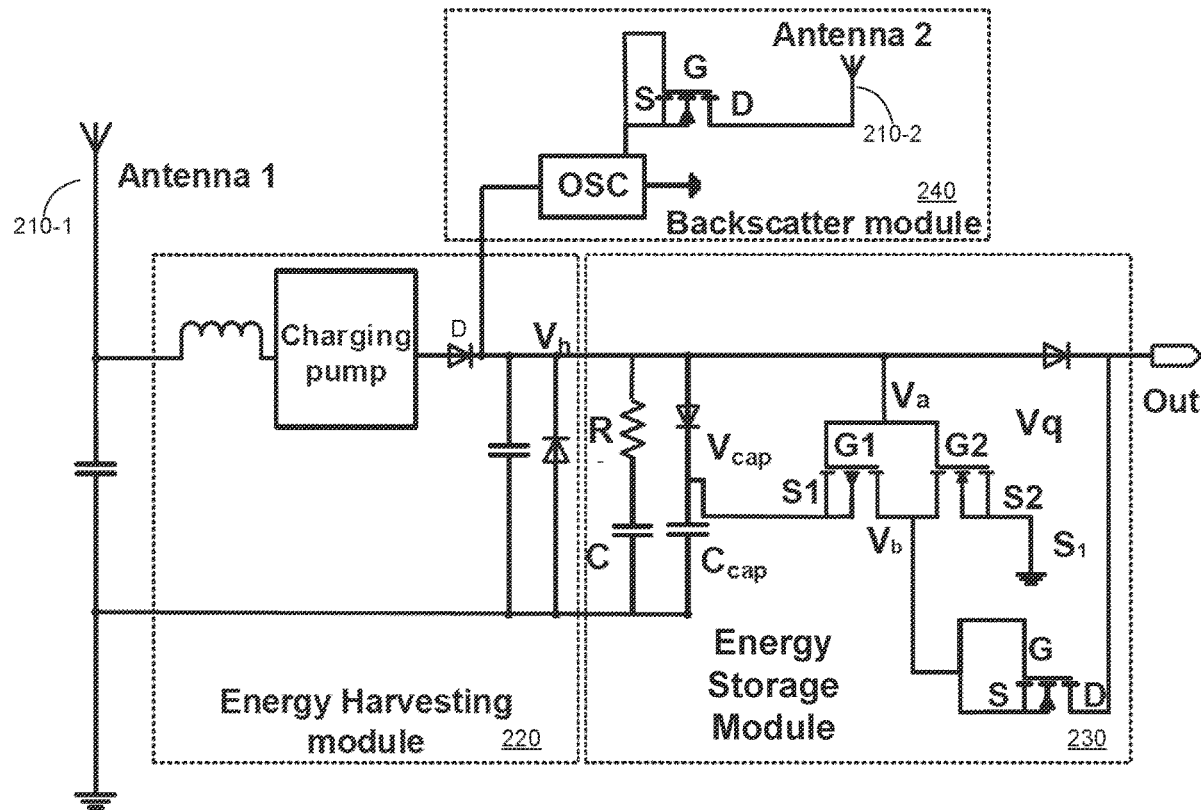 Antenna 2
G
S
D
210-2
Antenna 1
OSC
240
Backscatter module
210-1
Charging
pump
D
Vh
Va
Out
R
Vcap
G1
G2
Vq
S1
S2
C
Ccap
Vb
S1
Energy
Storage
Module
G
S
D
Energy Harvesting
module
220
230